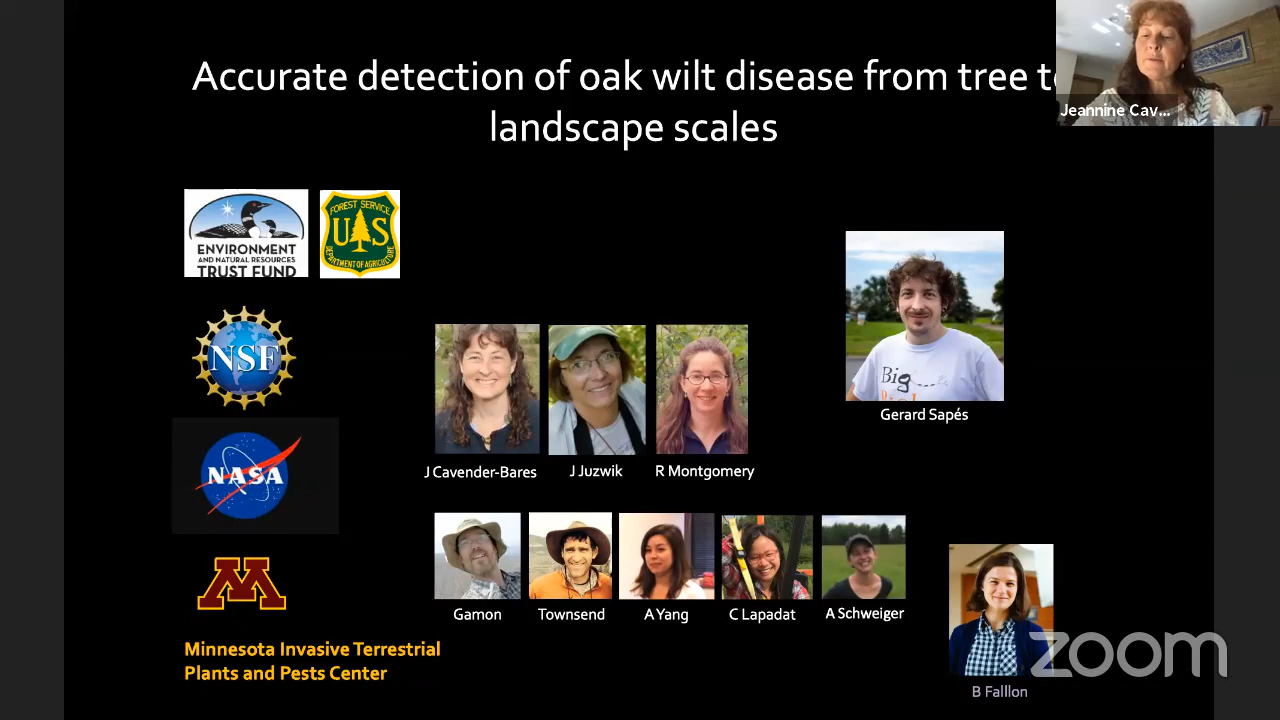 Accurate detection of oak wilt disease from tree
landscape scales
Jeannine Cav...
ENVIRONMENT
AND NATURAL RESOURCES
TRUST FUND
FOREST SERVICE
U S
DEPARTMENT OF AGRICULTURE
NSF
NASA
M
Minnesota Invasive Terrestrial
Plants and Pests Center
Big
Gerard Sapés
J Cavender-Bares
J Juzwik
R Montgomery
Gamon
Townsend
A Yang
C Lapadat
A Schweiger
B Falllon
zoom